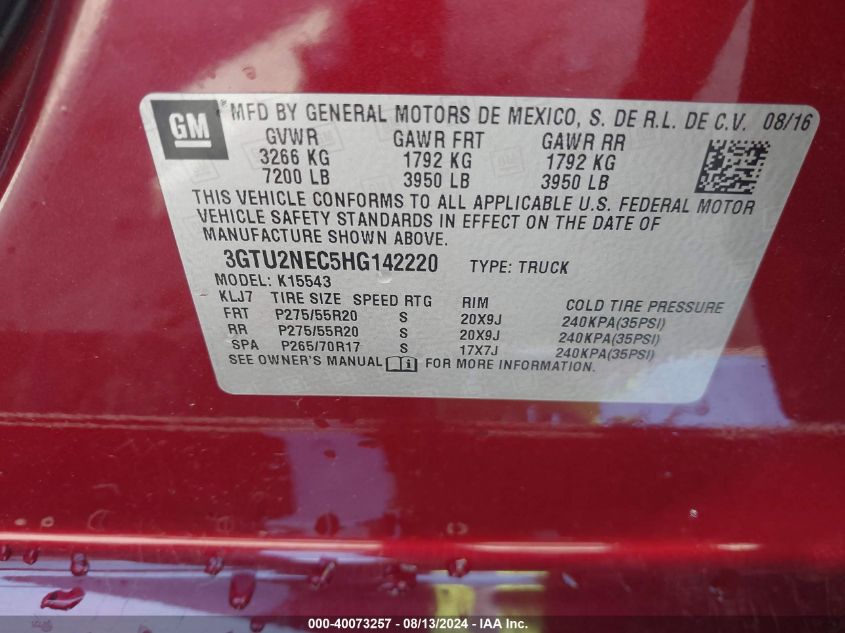 GM
® MFD BY GENERAL MOTORS DE MEXICO, S. DE R.L. DE C.V. 08/16
GVWR GAWR FRT GAWR RR
3266 KG 1792 KG 1792 KG
7200 LB 3950 LB 3950 LB
THIS VEHICLE CONFORMS TO ALL APPLICABLE U.S. FEDERAL MOTOR
VEHICLE SAFETY STANDARDS IN EFFECT ON THE DATE OF
MANUFACTURE SHOWN ABOVE.
3GTU2NEC5HG142220 TYPE: TRUCK
MODEL: K15543
KLJ7 TIRE SIZE SPEED RTG RIM COLD TIRE PRESSURE
FRT P275/55R20 S 20X9J 240KPA(35PSI)
RR P275/55R20 S 20X9J 240KPA(35PSI)
SPA P265/70R17 S 17X7J 240KPA(35PSI)
SEE OWNER'S MANUAL i FOR MORE INFORMATION.
000-40073257 - 08/13/2024 - IAA Inc.